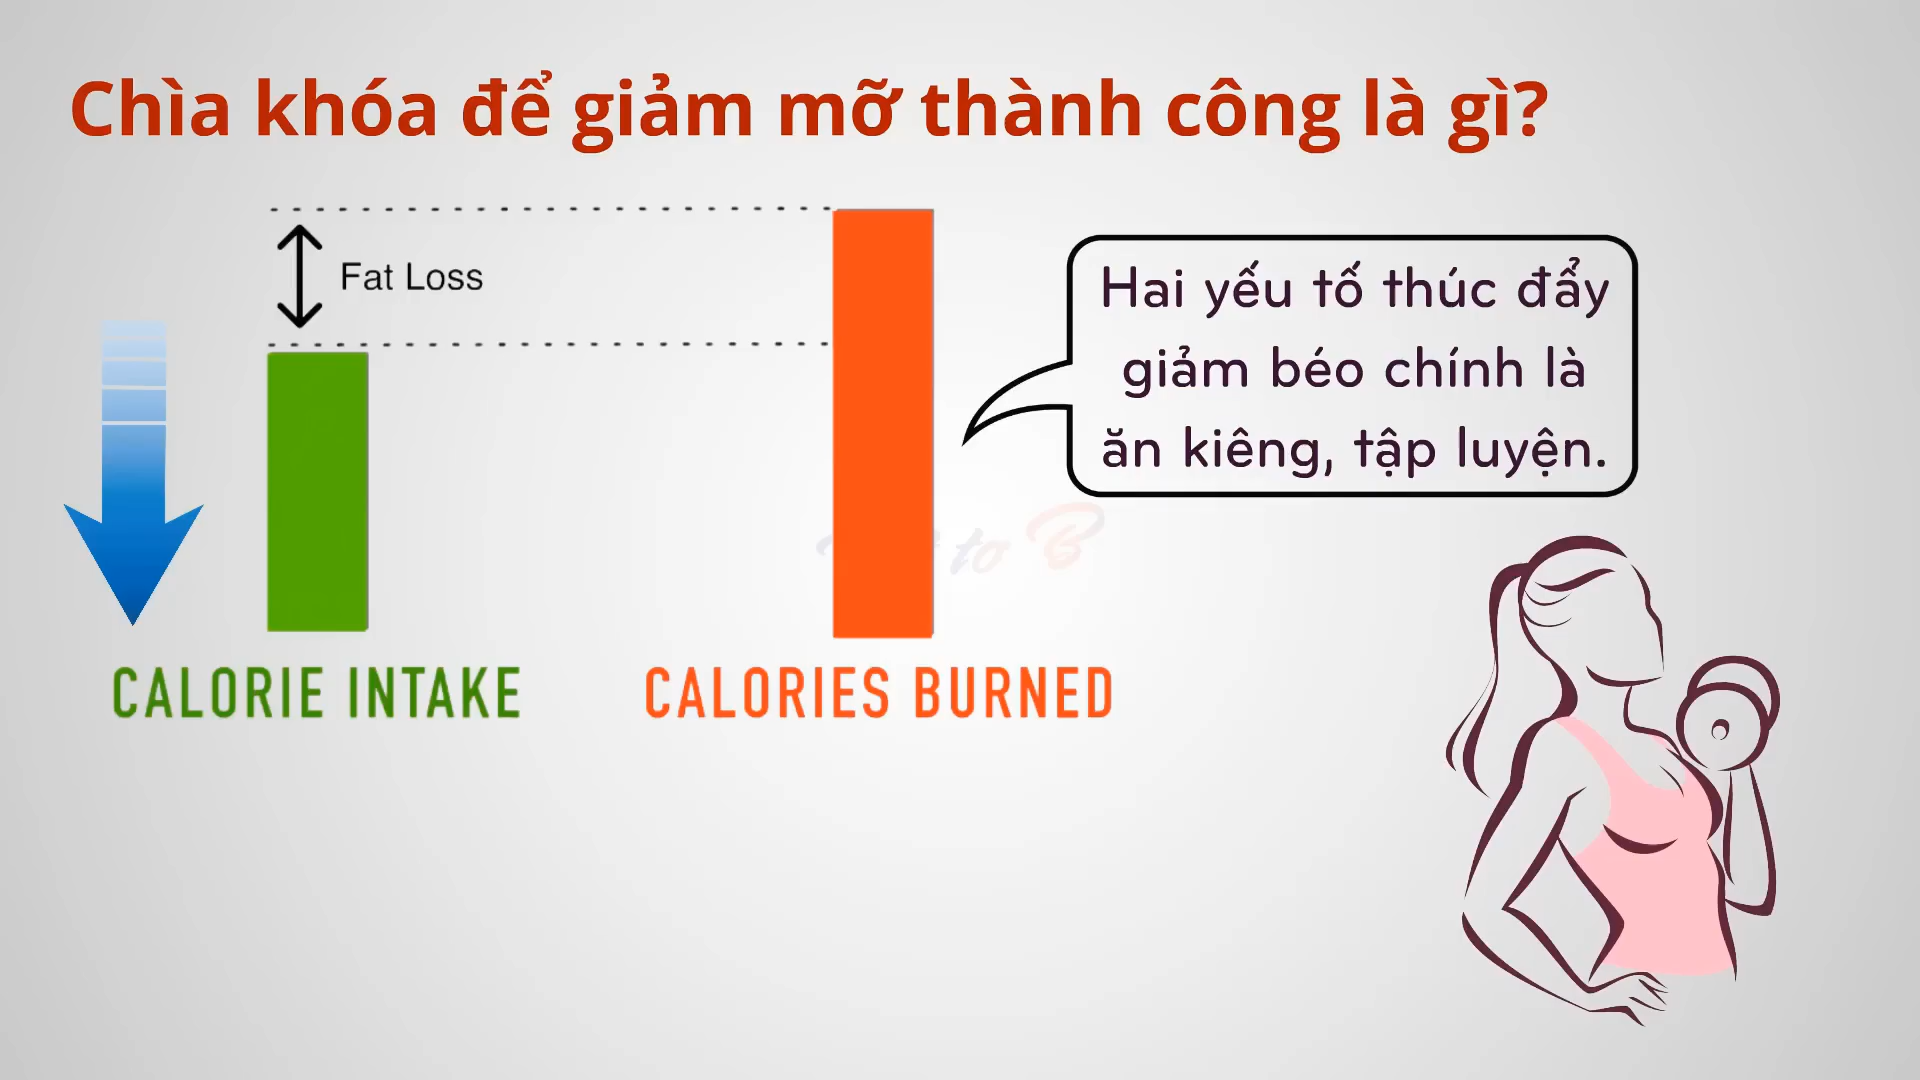 Chìa khóa để giảm mỡ thành công là gì?
Fat Loss
Hai yếu tố thúc đẩy
giảm béo chính là
ăn kiêng, tập luyện.
to B
CALORIE INTAKE
CALORIES BURNED